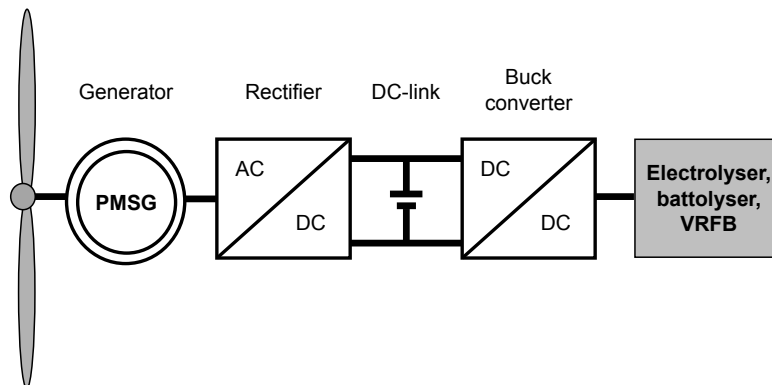 Generator
Rectifier
DC-link
Buck
converter
PMSG
AC
DC
DC
DC
Electrolyser,
battolyser,
VRFB